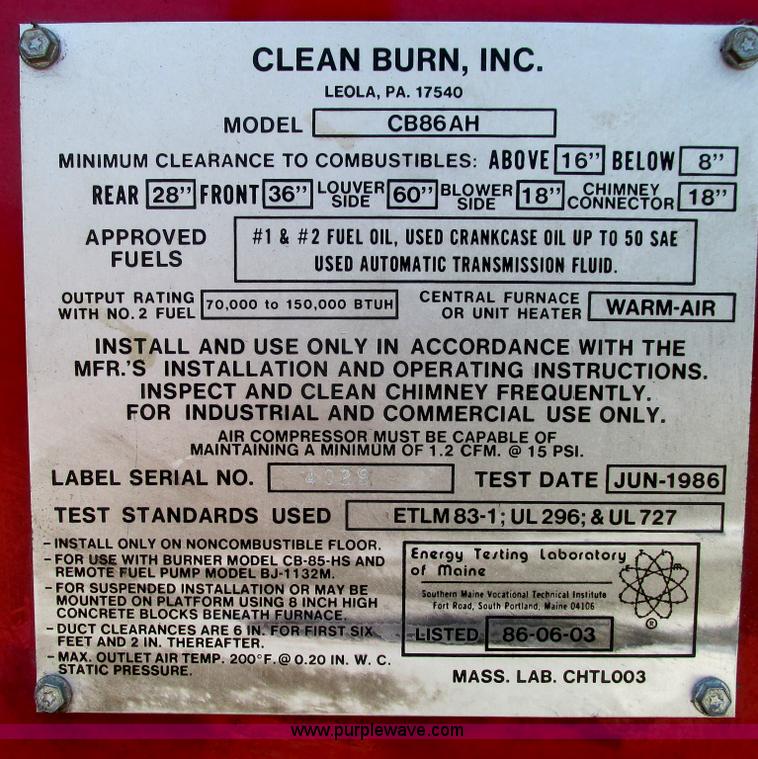 CLEAN BURN, INC.
LEOLA, PA. 17540
MODEL CB86AH
MINIMUM CLEARANCE TO COMBUSTIBLES: ABOVE 16" BELOW 8"
REAR 28" FRONT 36" LOUVER SIDE 60" BLOWER SIDE 18" CHIMNEY CONNECTOR 18"
APPROVED FUELS
#1 & #2 FUEL OIL, USED CRANKCASE OIL UP TO 50 SAE
USED AUTOMATIC TRANSMISSION FLUID.
OUTPUT RATING WITH NO. 2 FUEL 70,000 to 150,000 BTUH
CENTRAL FURNACE OR UNIT HEATER WARM-AIR
INSTALL AND USE ONLY IN ACCORDANCE WITH THE
MFR.'S INSTALLATION AND OPERATING INSTRUCTIONS.
INSPECT AND CLEAN CHIMNEY FREQUENTLY.
FOR INDUSTRIAL AND COMMERCIAL USE ONLY.
AIR COMPRESSOR MUST BE CAPABLE OF
MAINTAINING A MINIMUM OF 1.2 CFM. @ 15 PSI.
LABEL SERIAL NO. TEST DATE JUN-1986
TEST STANDARDS USED ETLM 83-1; UL 296; & UL 727
- INSTALL ONLY ON NONCOMBUSTIBLE FLOOR.
- FOR USE WITH BURNER MODEL CB-85-HS AND
REMOTE FUEL PUMP MODEL BJ-1132M.
- FOR SUSPENDED INSTALLATION OR MAY BE
MOUNTED ON PLATFORM USING 8 INCH HIGH
CONCRETE BLOCKS BENEATH FURNACE.
- DUCT CLEARANCES ARE 6 IN. FOR FIRST SIX
FEET AND 2 IN. THEREAFTER.
- MAX. OUTLET AIR TEMP. 200°F. @ 0.20 IN. W. C.
STATIC PRESSURE.
Energy Testing Laboratory
of Maine
Southern Maine Vocational Technical Institute
Fort Road, South Portland, Maine 04106
®
LISTED 86-06-03
MASS. LAB. CHTL003
www.purplewave.com